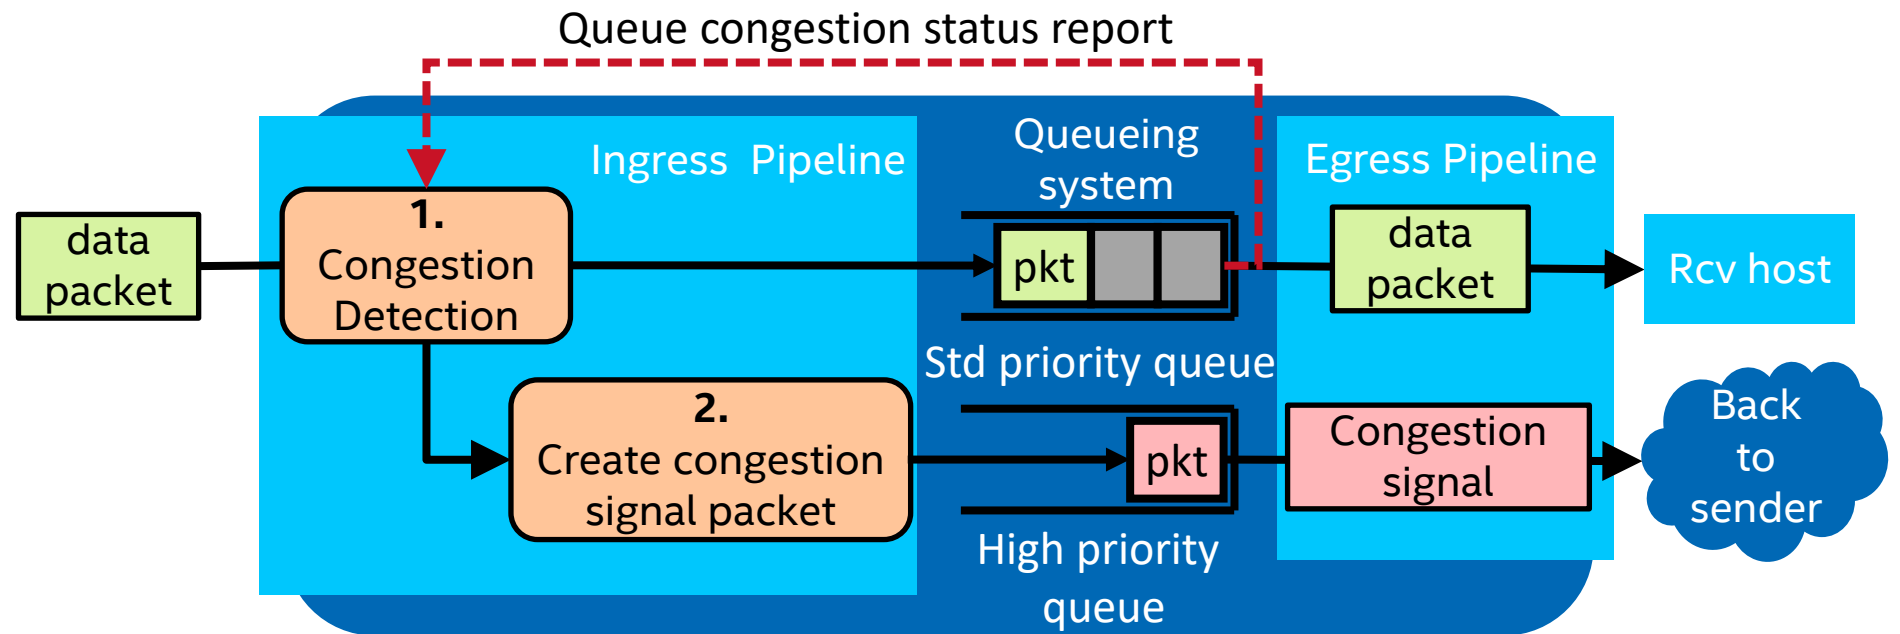 Queue congestion status report
Ingress  Pipeline
Queueing
system
Egress Pipeline
data
packet
1.
Congestion
Detection
pkt
data
packet
Rcv host
Std priority queue
2.
Create congestion
signal packet
pkt
Congestion
signal
Back
to
sender
High priority
queue